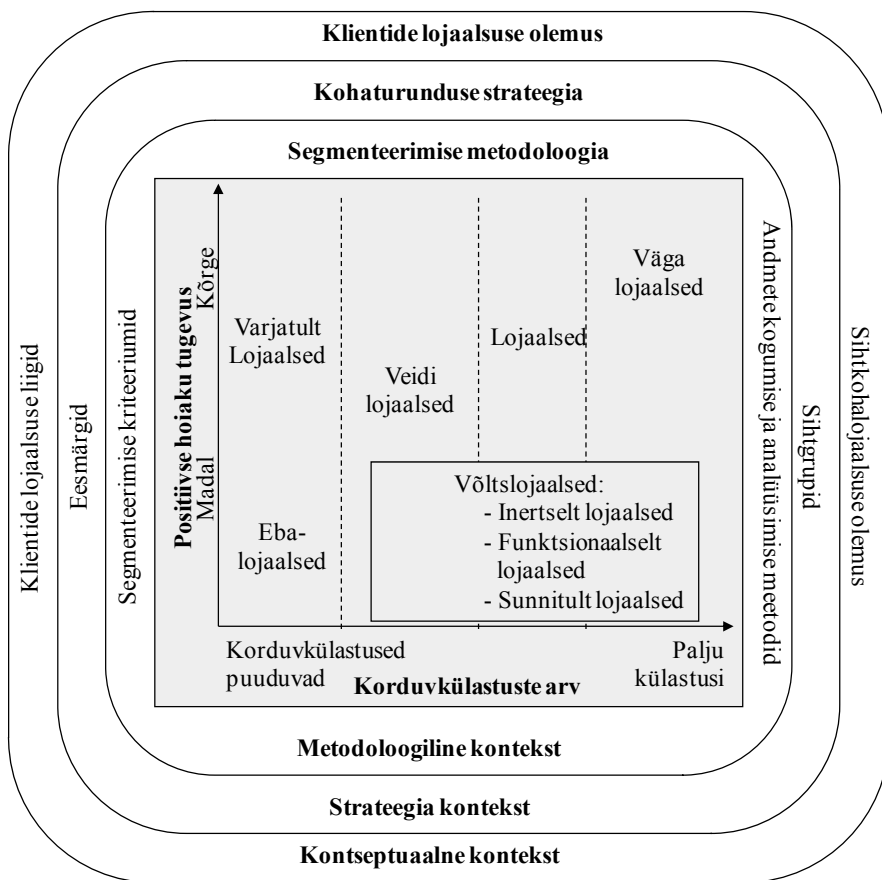 Klientide lojaalsuse olemus
Kohaturunduse strateegia
Segmenteerimise metodoloogia
Klientide lojaalsuse liigid
Eesmärgid
Segmenteerimise kriteeriumid
Positiivse hoiaku tugevus
Kõrge
Madal
Varjatult
Lojaalsed
Veidi
lojaalsed
Lojaalsed
Väga
lojaalsed
Eba-
lojaalsed
Võltslojaalsed:
- Inertselt lojaalsed
- Funktsionaalselt
lojaalsed
- Sunnitult lojaalsed
Korduvkülastused
puuduvad
Palju
külastusi
Korduvkülastuste arv
Andmete kogumise ja analüüsimise meetodid
Sihtgrupid
Sihtkohalojaalsuse olemus
Metodoloogiline kontekst
Strateegia kontekst
Kontseptuaalne kontekst